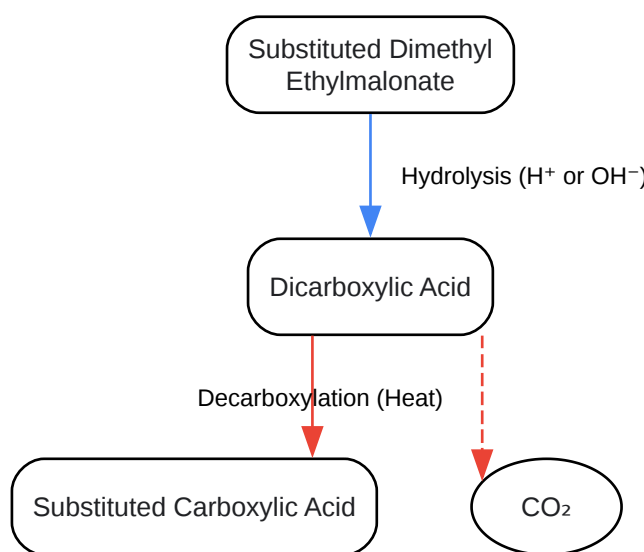 Substituted Dimethyl
Ethylmalonate
Hydrolysis (H⁺ or OH⁻)
Dicarboxylic Acid
Decarboxylation (Heat)
Substituted Carboxylic Acid
CO₂